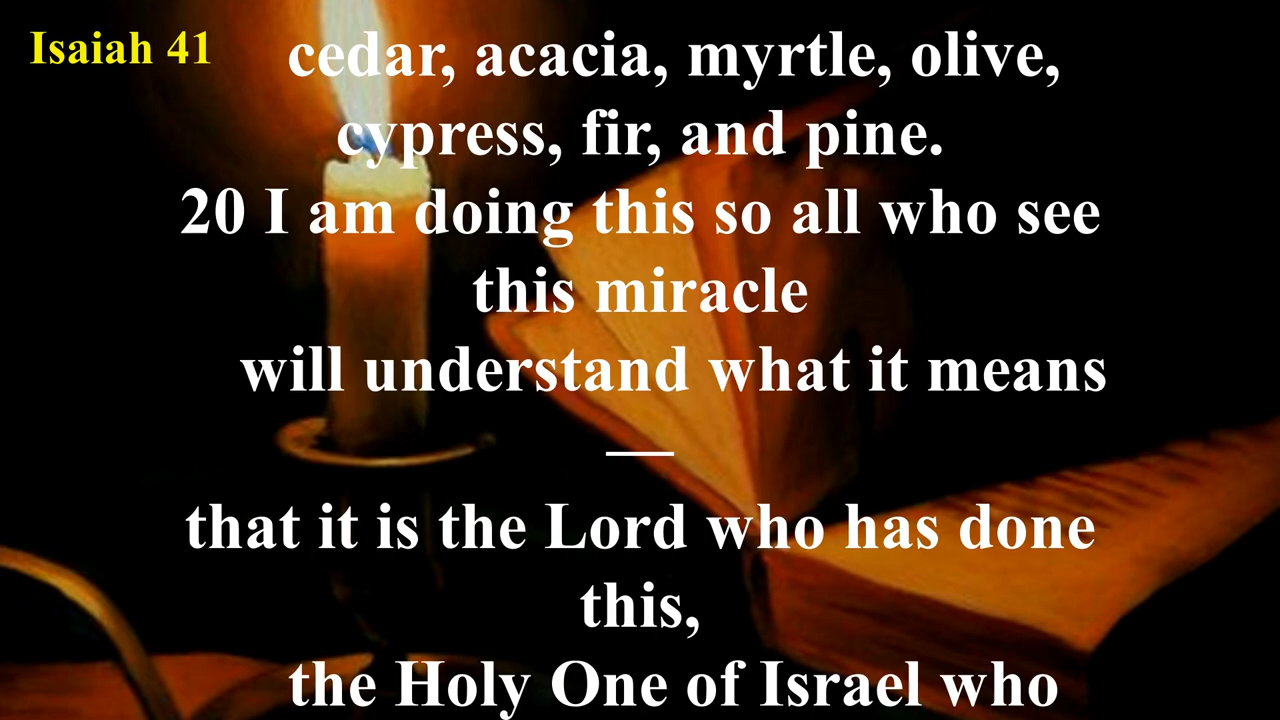 Isaiah 41
cedar, acacia, myrtle, olive,
cypress, fir, and pine.
20 I am doing this so all who see
this miracle
will understand what it means
—
that it is the Lord who has done
this,
the Holy One of Israel who